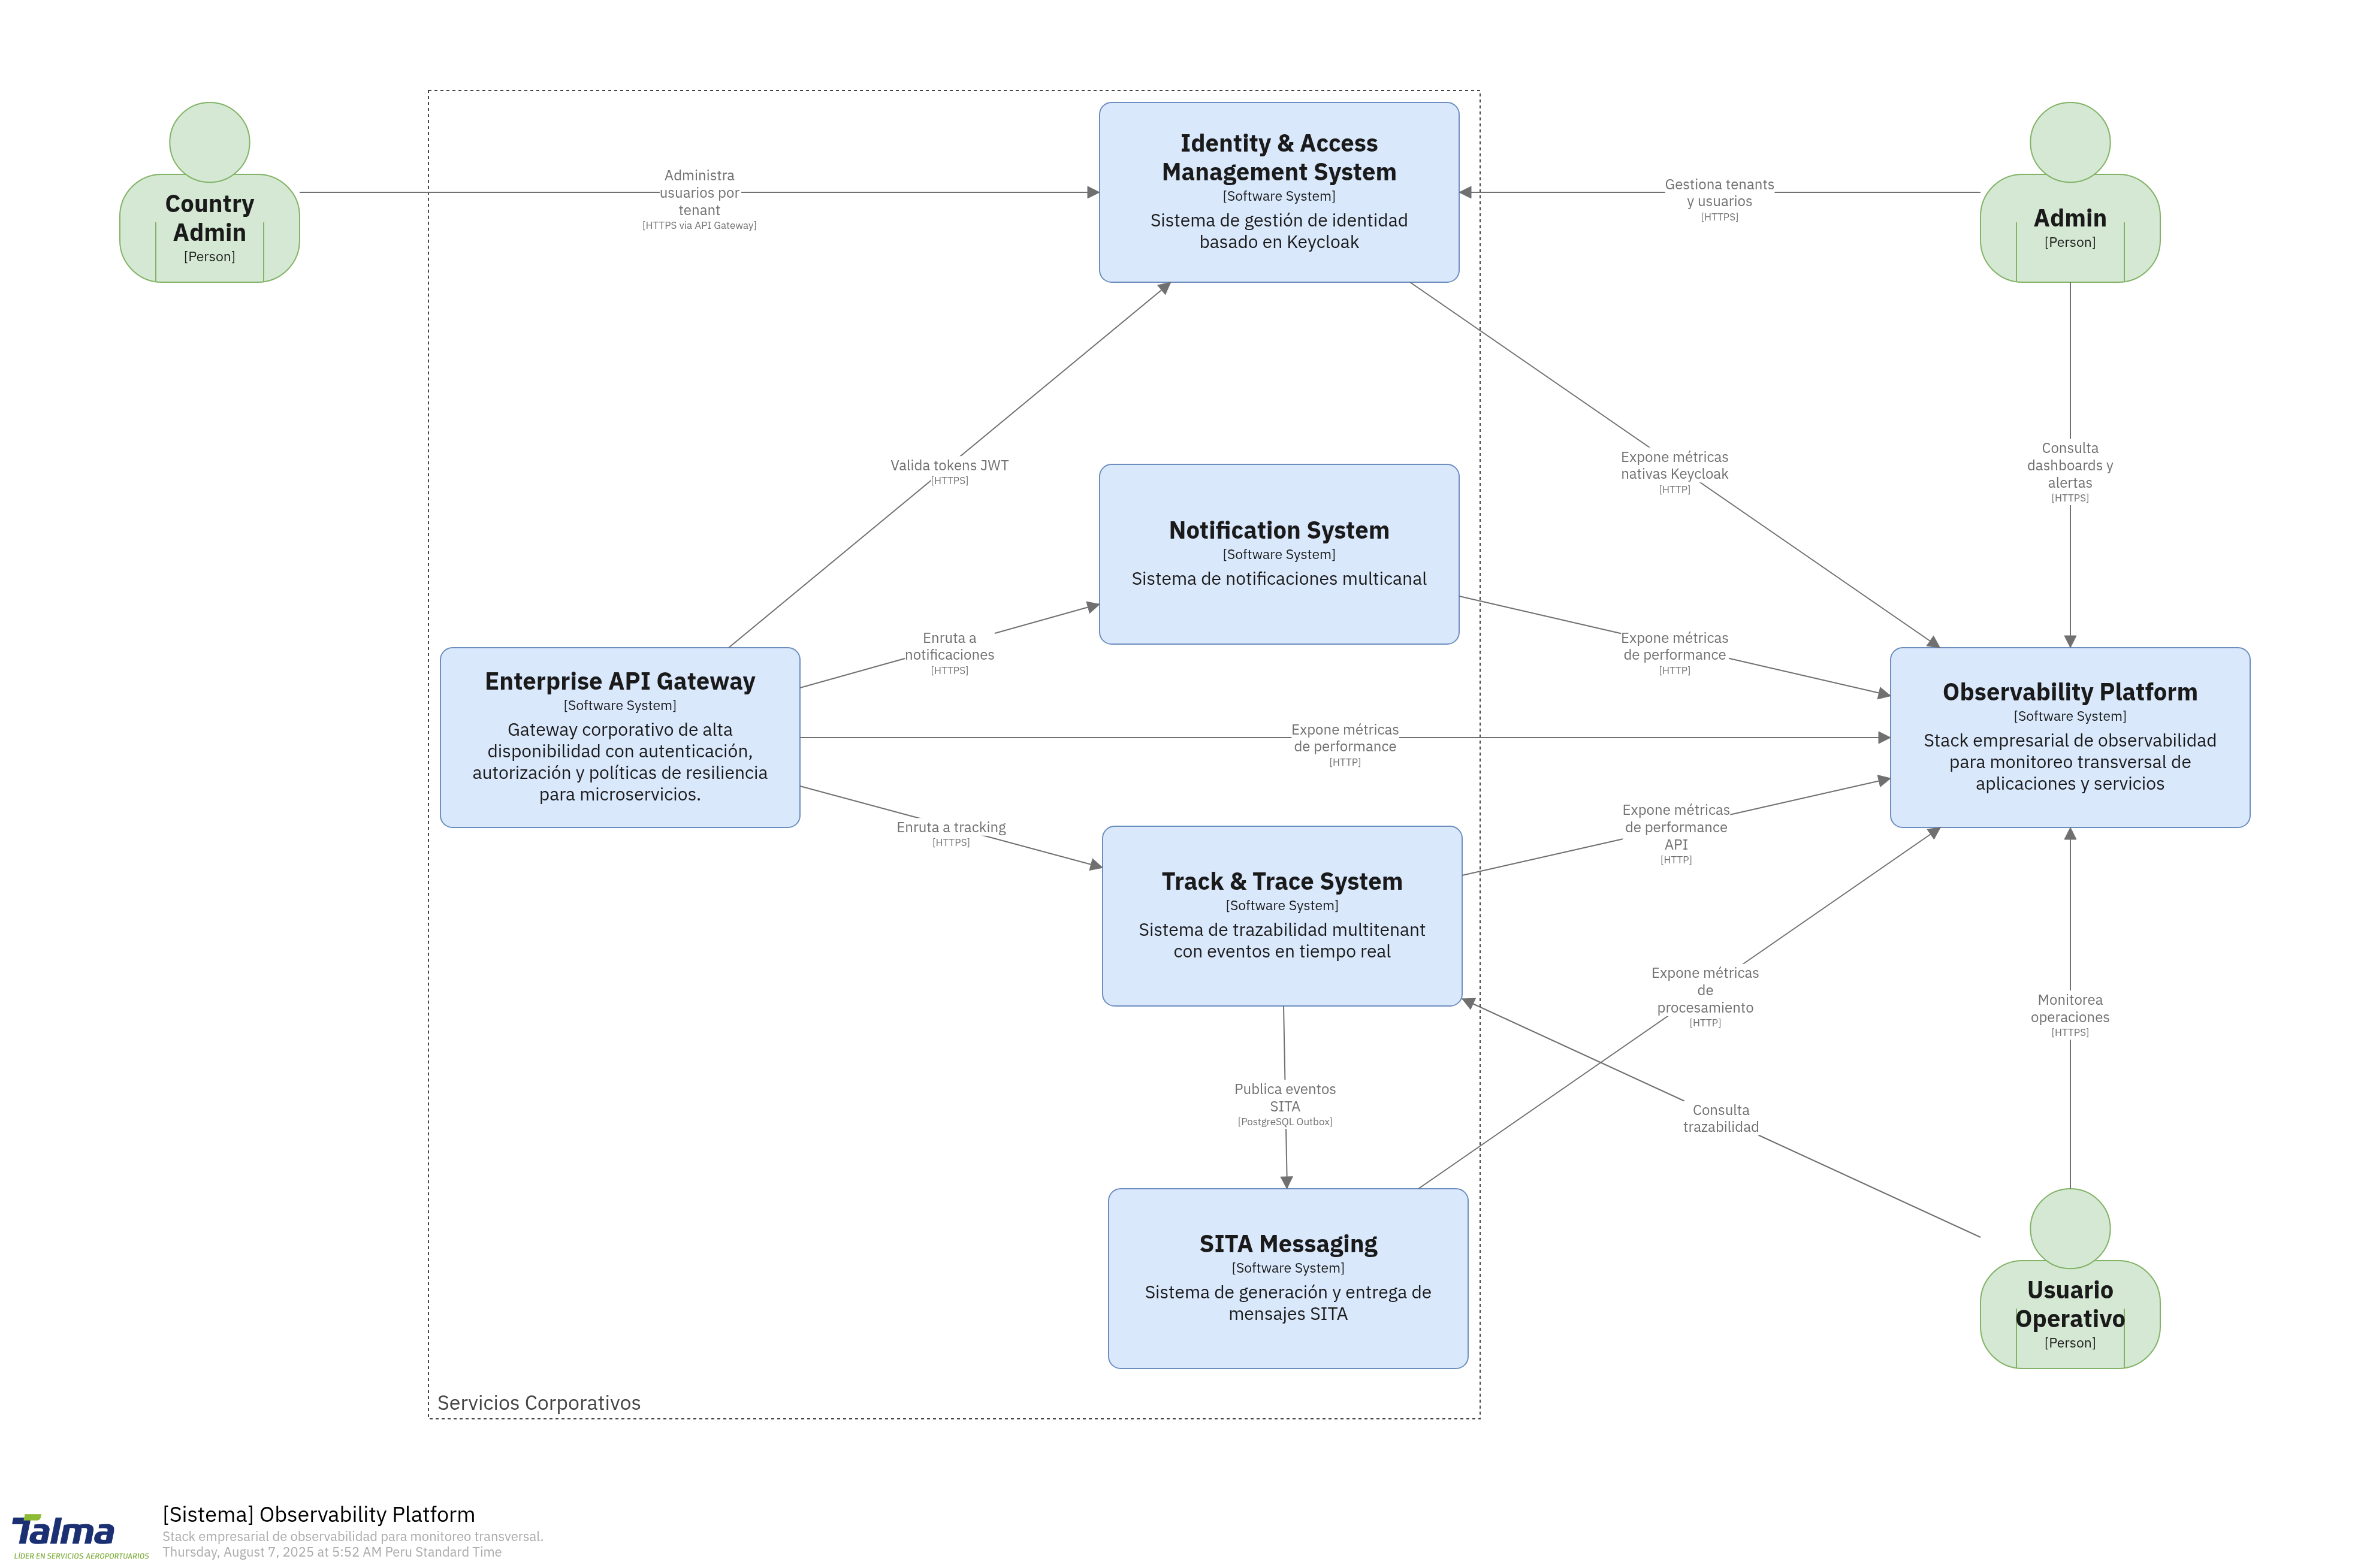 Country
Admin
[Person]
Administra
usuarios por
tenant
[HTTPS via API Gateway]
Identity & Access
Management System
[Software System]
Sistema de gestión de identidad
basado en Keycloak
Gestiona tenants
y usuarios
[HTTPS]
Admin
[Person]
Valida tokens JWT
[HTTPS]
Expone métricas
nativas Keycloak
[HTTP]
Consulta
dashboards y
alertas
[HTTPS]
Notification System
[Software System]
Sistema de notificaciones multicanal
Enruta a
notificaciones
[HTTPS]
Expone métricas
de performance
[HTTP]
Enterprise API Gateway
[Software System]
Gateway corporativo de alta
disponibilidad con autenticación,
autorización y políticas de resiliencia
para microservicios.
Expone métricas
de performance
[HTTP]
Observability Platform
[Software System]
Stack empresarial de observabilidad
para monitoreo transversal de
aplicaciones y servicios
Enruta a tracking
[HTTPS]
Expone métricas
de performance
API
[HTTP]
Track & Trace System
[Software System]
Sistema de trazabilidad multitenant
con eventos en tiempo real
Expone métricas
de
procesamiento
[HTTP]
Monitorea
operaciones
[HTTPS]
Publica eventos
SITA
[PostgreSQL Outbox]
Consulta
trazabilidad
SITA Messaging
[Software System]
Sistema de generación y entrega de
mensajes SITA
Usuario
Operativo
[Person]
Servicios Corporativos
Talma
LÍDER EN SERVICIOS AEROPORTUARIOS
[Sistema] Observability Platform
Stack empresarial de observabilidad para monitoreo transversal.
Thursday, August 7, 2025 at 5:52 AM Peru Standard Time